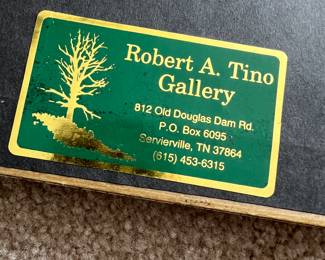 Robert A. Tino
Gallery
812 Old Douglas Dam Rd.
P.O. Box 6095
Servierville, TN 37864
(615) 453-6315